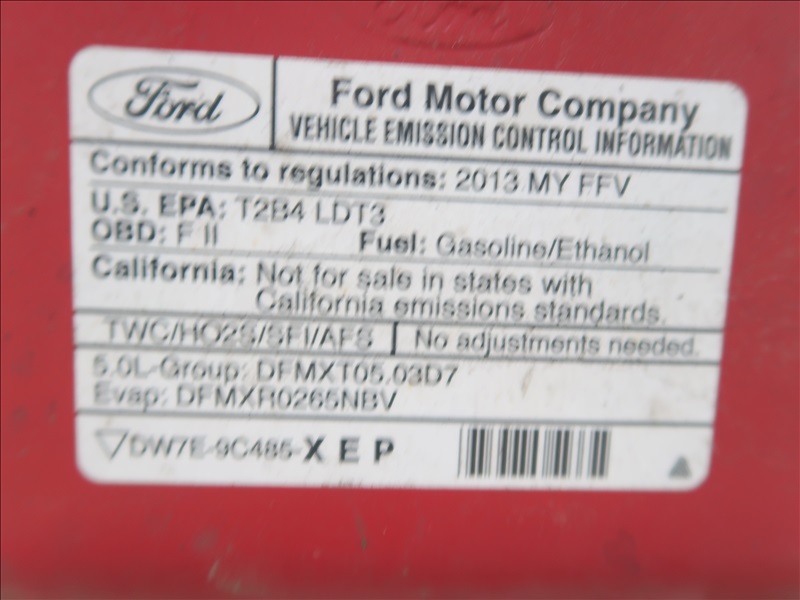 Ford
Ford Motor Company
VEHICLE EMISSION CONTROL INFORMATION
Conforms to regulations: 2013 MY FFV
U.S. EPA: T2B4 LDT3
OBD: F II Fuel: Gasoline/Ethanol
California: Not for sale in states with
California emissions standards.
TWC/HO2S/SFI/AFS No adjustments needed.
5.0L-Group: DFMXT05.03D7
Evap: DFMXR0265NBV
DW7E-9C485-XEP